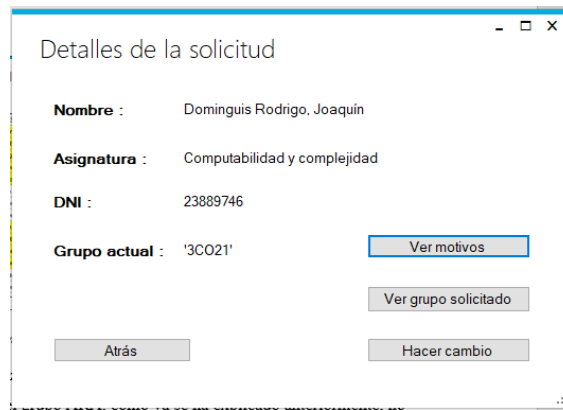 Detalles de la solicitud
Nombre : Dominguis Rodrigo, Joaquín
Asignatura : Computabilidad y complejidad
DNI : 23889746
Grupo actual : '3CO21' Ver motivos
Ver grupo solicitado
Atrás Hacer cambio